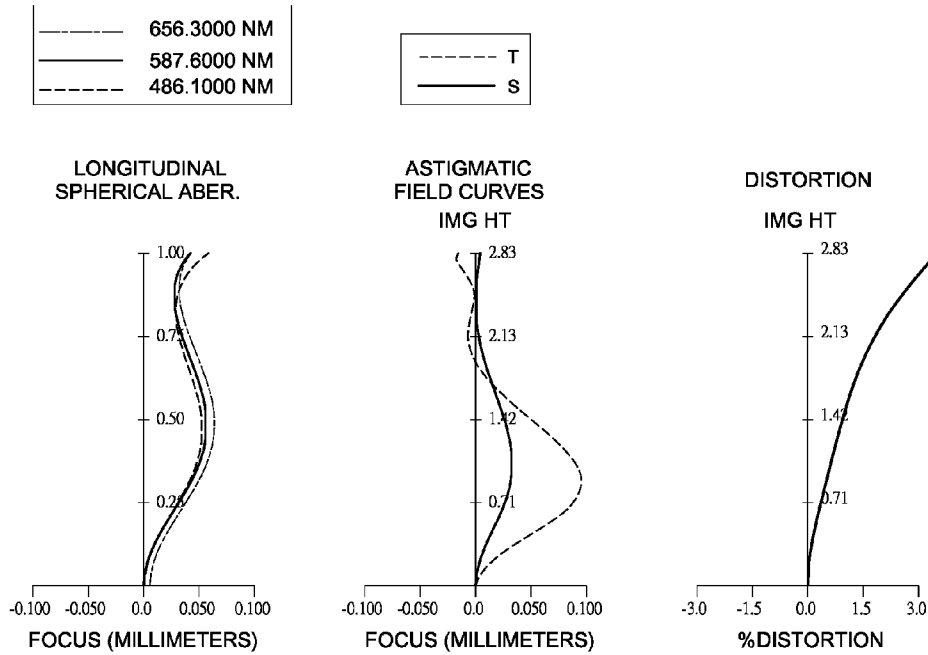 656.3000 NM
587.6000 NM
486.1000 NM
T
S
LONGITUDINAL
SPHERICAL ABER.
1.00
0.75
0.50
0.25
-0.100 -0.050 0.0 0.050 0.100
FOCUS (MILLIMETERS)
ASTIGMATIC
FIELD CURVES
IMG HT
2.83
2.13
1.42
0.71
-0.100 -0.050 0.0 0.050 0.100
FOCUS (MILLIMETERS)
DISTORTION
IMG HT
2.83
2.13
1.42
0.71
-3.0 -1.5 0.0 1.5 3.0
%DISTORTION